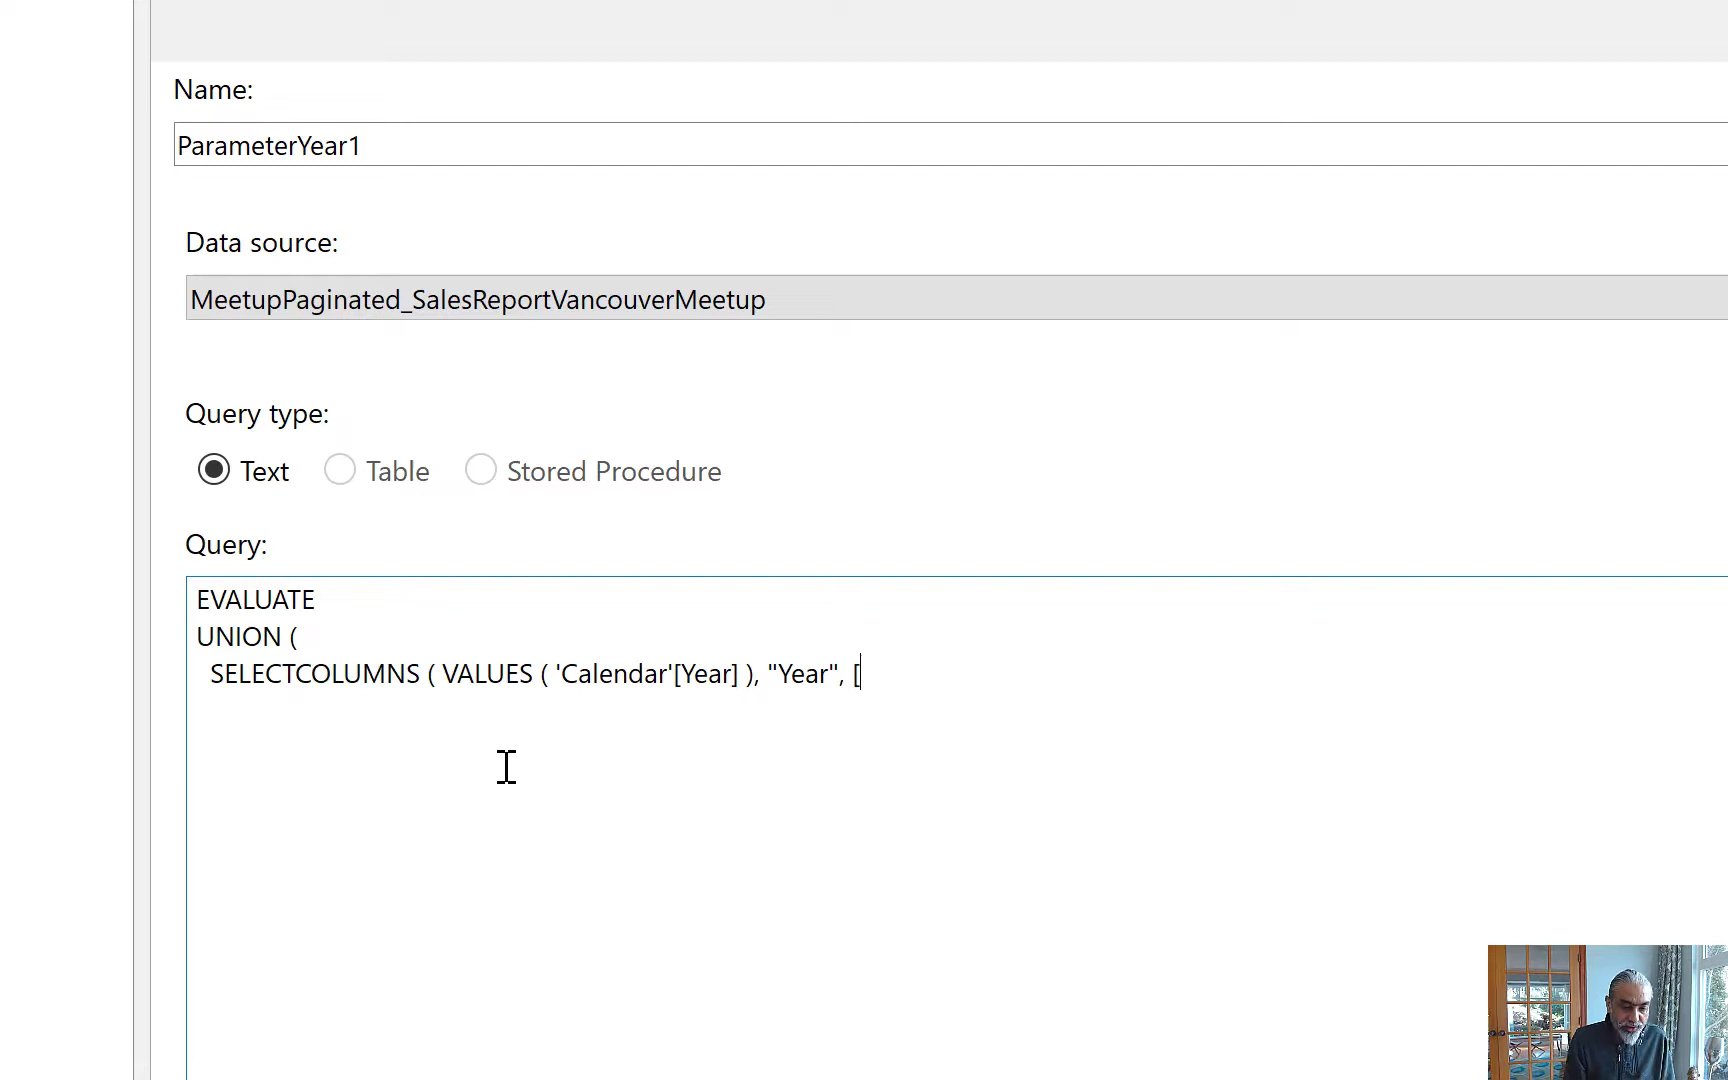 Name:
ParameterYear1
Data source:
MeetupPaginated_SalesReportVancouverMeetup
Query type:
Text Table Stored Procedure
Query:
EVALUATE
UNION (
SELECTCOLUMNS ( VALUES ( 'Calendar'[Year] ), "Year", [